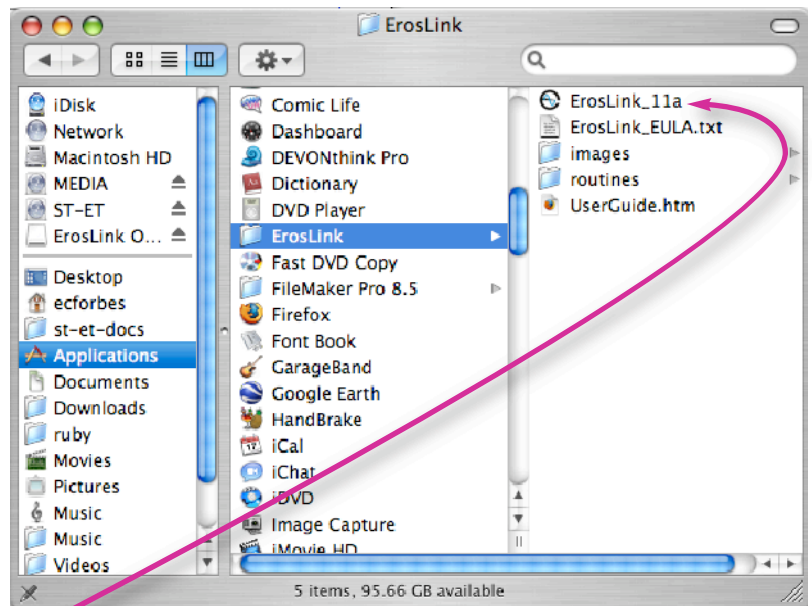 ErosLink
iDisk
Network
Macintosh HD
MEDIA
ST-ET
ErosLink O...
Desktop
ecforbes
st-et-docs
Applications
Documents
Downloads
ruby
Movies
Pictures
Music
Music
Videos
Comic Life
Dashboard
DEVONthink Pro
Dictionary
DVD Player
ErosLink
Fast DVD Copy
FileMaker Pro 8.5
Firefox
Font Book
GarageBand
Google Earth
HandBrake
iCal
iChat
iDVD
Image Capture
iMovie HD
ErosLink_11a
ErosLink_EULA.txt
images
routines
UserGuide.htm
5 items, 95.66 GB available